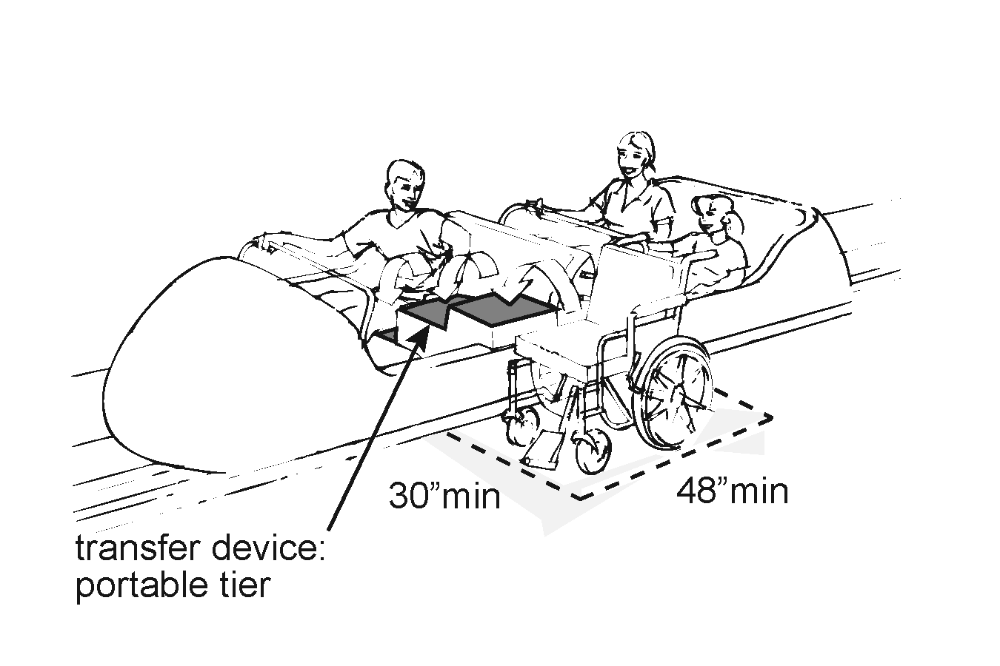 30”min
48”min
transfer device:
portable tier